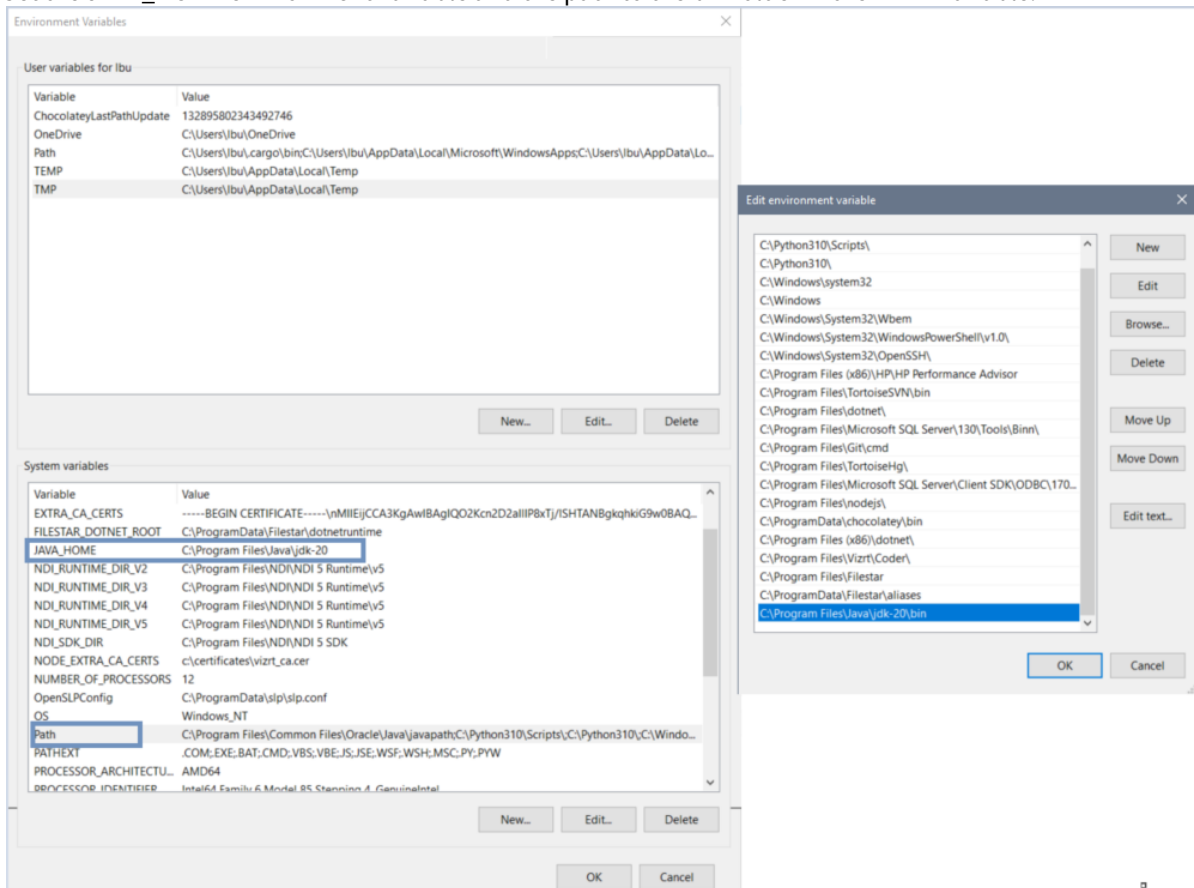 Environment Variables
User variables for Ibu
Variable Value
ChocolateyLastPathUpdate 132895802343492746
OneDrive C:\Users\Ibu\OneDrive
Path C:\Users\Ibu\.cargo\bin;C:\Users\Ibu\AppData\Local\Microsoft\WindowsApps;C:\Users\Ibu\AppData\Lo...
TEMP C:\Users\Ibu\AppData\Local\Temp
TMP C:\Users\Ibu\AppData\Local\Temp
New... Edit... Delete
System variables
Variable Value
EXTRA_CA_CERTS -----BEGIN CERTIFICATE-----\nMIIEijCCA3KgAwIBAgIQO2Kcn2D2aIIIP8xTj/ISHTANBgkqhkiG9w0BAQ...
FILESTAR_DOTNET_ROOT C:\ProgramData\Filestar\dotnetruntime
JAVA_HOME C:\Program Files\Java\jdk-20
NDI_RUNTIME_DIR_V2 C:\Program Files\NDI\NDI 5 Runtime\v5
NDI_RUNTIME_DIR_V3 C:\Program Files\NDI\NDI 5 Runtime\v5
NDI_RUNTIME_DIR_V4 C:\Program Files\NDI\NDI 5 Runtime\v5
NDI_RUNTIME_DIR_V5 C:\Program Files\NDI\NDI 5 Runtime\v5
NDI_SDK_DIR C:\Program Files\NDI\NDI 5 SDK
NODE_EXTRA_CA_CERTS c:\certificates\vizrt_ca.cer
NUMBER_OF_PROCESSORS 12
OpenSLPConfig C:\ProgramData\slp\slp.conf
OS Windows_NT
Path C:\Program Files\Common Files\Oracle\Java\javapath;C:\Python310\Scripts\;C:\Python310\;C:\Windo...
PATHEXT .COM;.EXE;.BAT;.CMD;.VBS;.VBE;.JS;.JSE;.WSF;.WSH;.MSC;.PY;.PYW
PROCESSOR_ARCHITECTU... AMD64
PROCESSOR_IDENTIFIER Intel64 Family 6 Model 85 Stepping 4, GenuineIntel
New... Edit... Delete
OK Cancel
Edit environment variable
C:\Python310\Scripts\
C:\Python310\
C:\Windows\system32
C:\Windows
C:\Windows\System32\Wbem
C:\Windows\System32\WindowsPowerShell\v1.0\
C:\Windows\System32\OpenSSH\
C:\Program Files (x86)\HP\HP Performance Advisor
C:\Program Files\TortoiseSVN\bin
C:\Program Files\dotnet\
C:\Program Files\Microsoft SQL Server\130\Tools\Binn\
C:\Program Files\Git\cmd
C:\Program Files\TortoiseHg\
C:\Program Files\Microsoft SQL Server\Client SDK\ODBC\170...
C:\Program Files\nodejs\
C:\ProgramData\chocolatey\bin
C:\Program Files (x86)\dotnet\
C:\Program Files\Vizrt\Coder\
C:\Program Files\Filestar
C:\ProgramData\Filestar\aliases
C:\Program Files\Java\jdk-20\bin
New
Edit
Browse...
Delete
Move Up
Move Down
Edit text...
OK Cancel